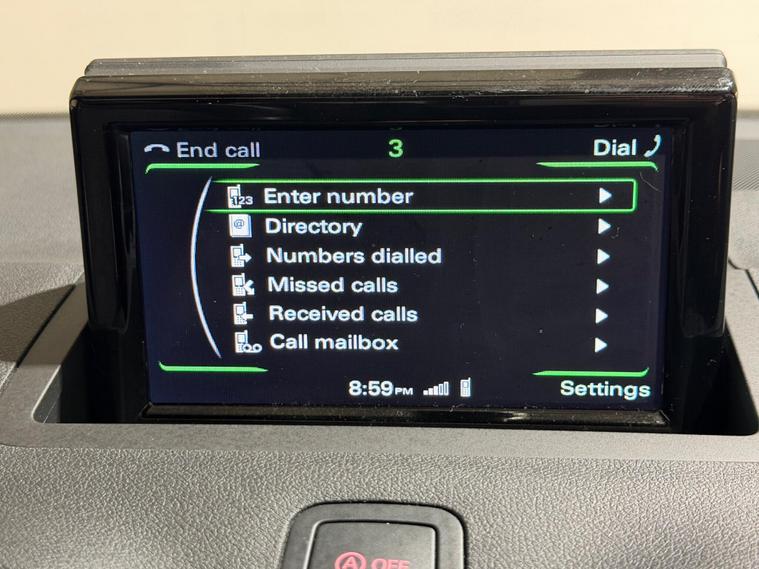 End call 3 Dial
123 Enter number
@ Directory
Numbers dialled
Missed calls
Received calls
Call mailbox
8:59PM Settings
A OFF